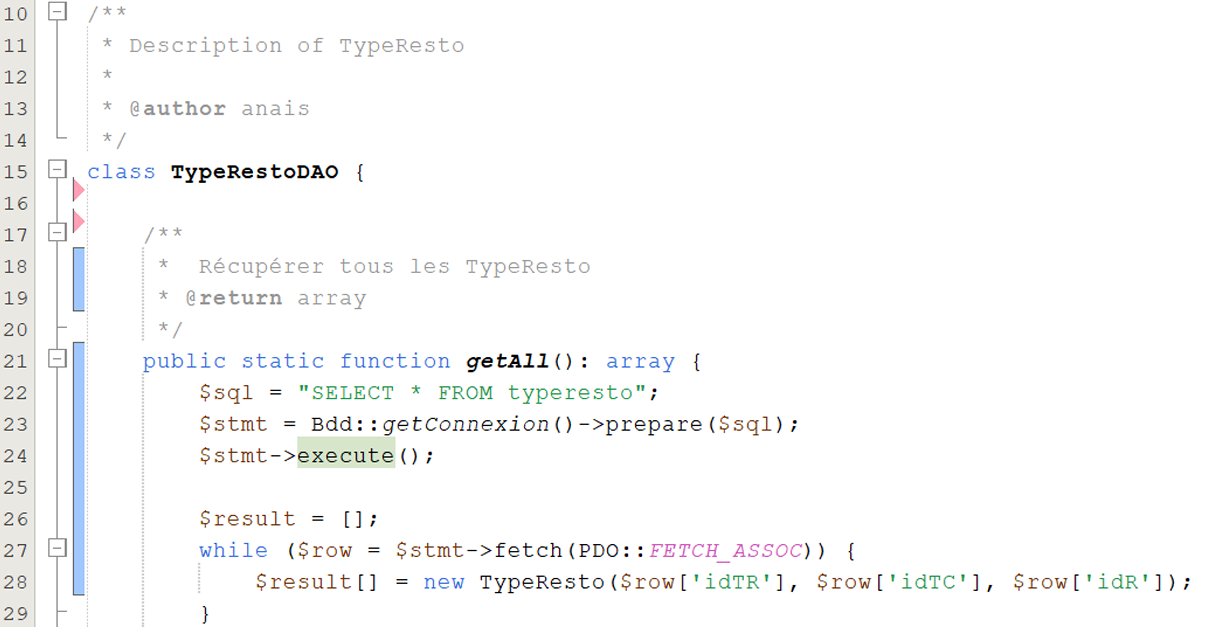 10 /**
11  * Description of TypeResto
12  *
13  * @author anais
14  */
15 class TypeRestoDAO {
16
17     /**
18      *  Récupérer tous les TypeResto
19      * @return array
20      */
21     public static function getAll(): array {
22         $sql = "SELECT * FROM typeresto";
23         $stmt = Bdd::getConnexion()->prepare($sql);
24         $stmt->execute();
25
26         $result = [];
27         while ($row = $stmt->fetch(PDO::FETCH_ASSOC)) {
28             $result[] = new TypeResto($row['idTR'], $row['idTC'], $row['idR']);
29         }